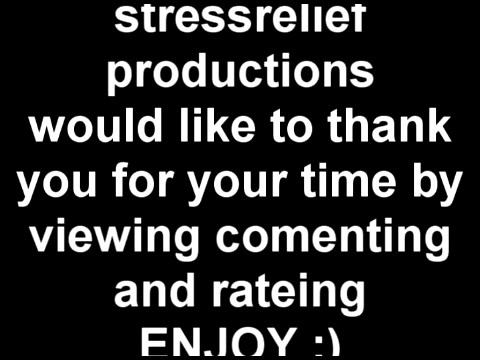 stressrelief
productions
would like to thank
you for your time by
viewing comenting
and rateing
ENJOY :)